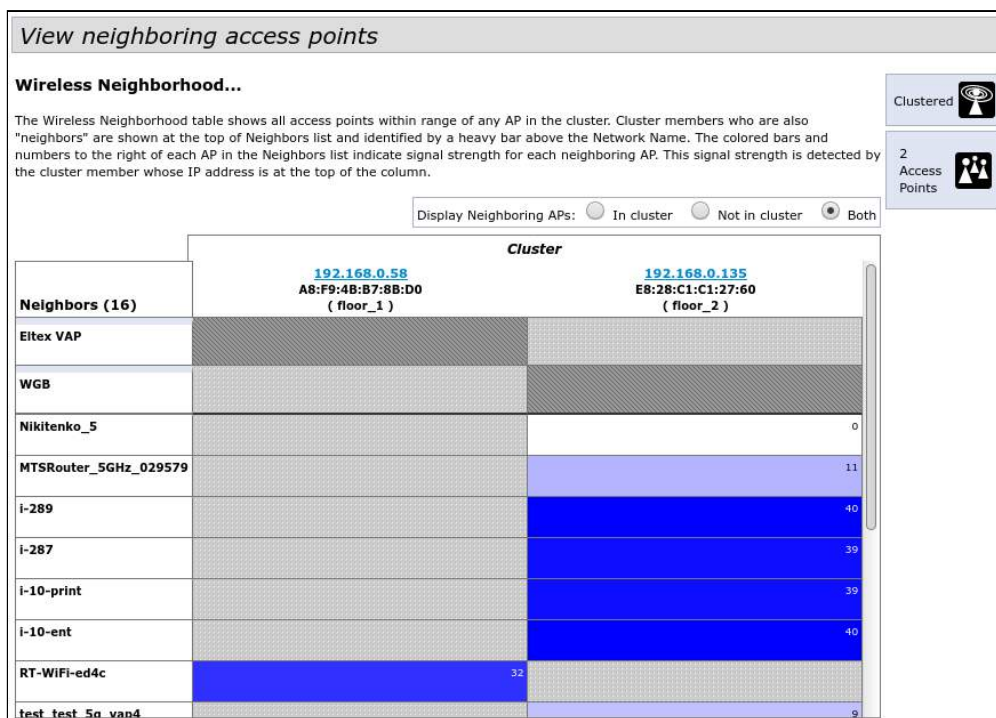 View neighboring access points
Wireless Neighborhood...
The Wireless Neighborhood table shows all access points within range of any AP in the cluster. Cluster members who are also
"neighbors" are shown at the top of Neighbors list and identified by a heavy bar above the Network Name. The colored bars and
numbers to the right of each AP in the Neighbors list indicate signal strength for each neighboring AP. This signal strength is detected by
the cluster member whose IP address is at the top of the column.
Clustered
2
Access
Points
Display Neighboring APs: In cluster Not in cluster Both
Cluster
Neighbors (16)
192.168.0.58
A8:F9:4B:B7:8B:D0
( floor_1 )
192.168.0.135
E8:28:C1:C1:27:60
( floor_2 )
Eltex VAP
WGB
Nikitenko_5 0
MTSRouter_5GHz_029579 11
i-289 40
i-287 39
i-10-print 39
i-10-ent 40
RT-WiFi-ed4c 32
test_test_5g_vap4 9